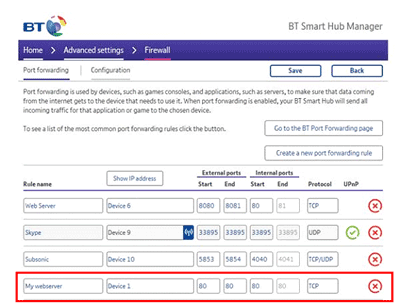 BT
BT Smart Hub Manager
Home > Advanced settings > Firewall
Port forwarding | Configuration
Save
Back
Port forwarding is used by devices, such as games consoles, and applications, such as servers, to make sure that data coming
from the internet gets to the device that needs to use it. When port forwarding is enabled, your BT Smart Hub will send all
incoming traffic for that application or game to the chosen device.
To see a list of the most common port forwarding rules click the button.
Go to the BT Port Forwarding page
Create a new port forwarding rule
External ports Internal ports
Rule name Show IP address Start End Start End Protocol UPnP
Web Server Device 6 8080 8081 80 81 TCP
Skype Device 9 33895 33895 33895 33895 UDP
Subsonic Device 10 5853 5854 4040 4041 TCP/UDP
My webserver Device 1 80 80 80 80 TCP